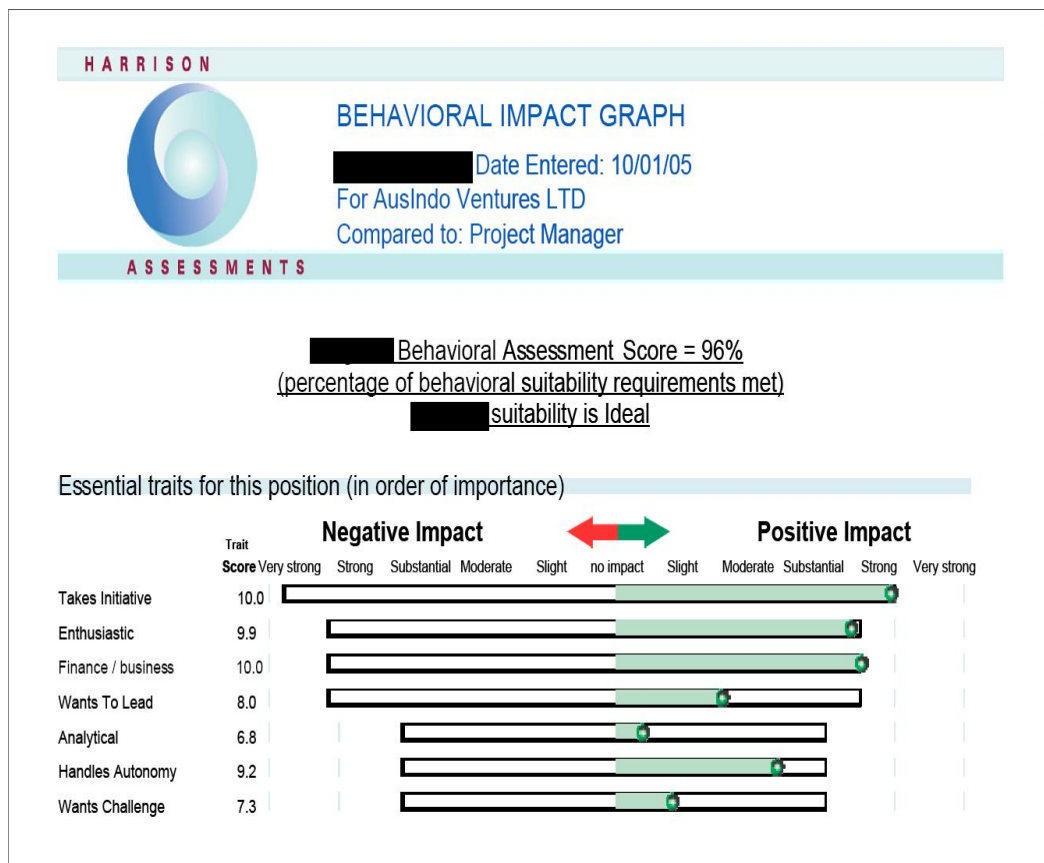 HARRISON
BEHAVIORAL IMPACT GRAPH
Date Entered: 10/01/05
For AusIndo Ventures LTD
Compared to: Project Manager
ASSESSMENTS
Behavioral Assessment Score = 96%
(percentage of behavioral suitability requirements met)
suitability is Ideal
Essential traits for this position (in order of importance)
Negative Impact Positive Impact
Trait
Score Very strong Strong Substantial Moderate Slight no impact Slight Moderate Substantial Strong Very strong
Takes Initiative 10.0
Enthusiastic 9.9
Finance / business 10.0
Wants To Lead 8.0
Analytical 6.8
Handles Autonomy 9.2
Wants Challenge 7.3